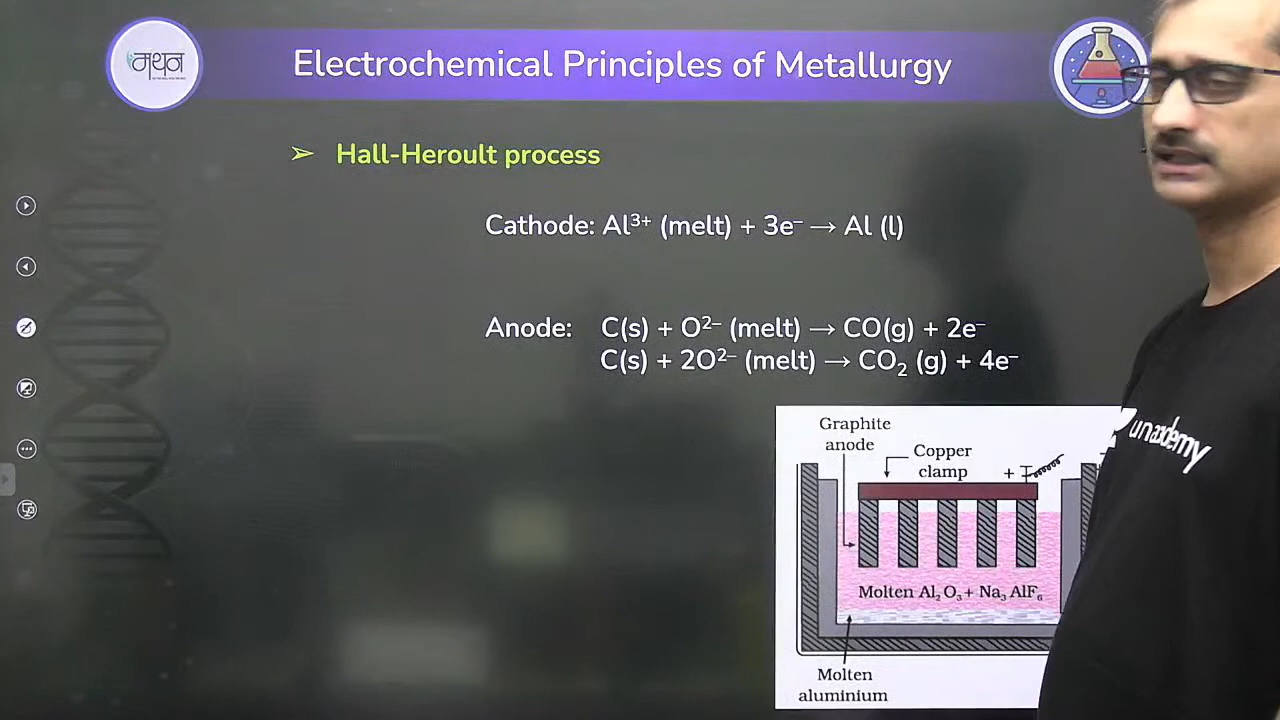 मंथन
Electrochemical Principles of Metallurgy
➢ Hall-Heroult process
Cathode: Al³⁺ (melt) + 3e⁻ → Al (l)
Anode: C(s) + O²⁻ (melt) → CO(g) + 2e⁻
C(s) + 2O²⁻ (melt) → CO₂ (g) + 4e⁻
Graphite
anode
Copper
clamp
+
Molten Al₂O₃ + Na₃AlF₆
Molten
aluminium
unacademy